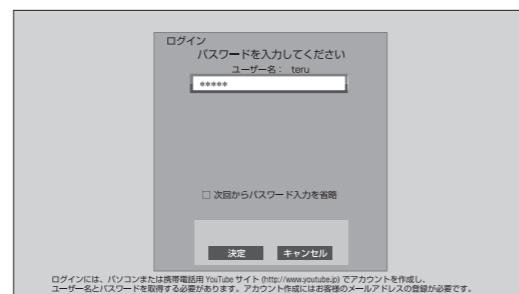 ログイン
パスワードを入力してください
ユーザー名： teru
*****
□ 次回からパスワード入力を省略
決定 キャンセル
ログインには、パソコンまたは携帯電話用 YouTube サイト (http://www.youtube.jp) でアカウントを作成し、
ユーザー名とパスワードを取得する必要があります。アカウント作成にはお客様のメールアドレスの登録が必要です。